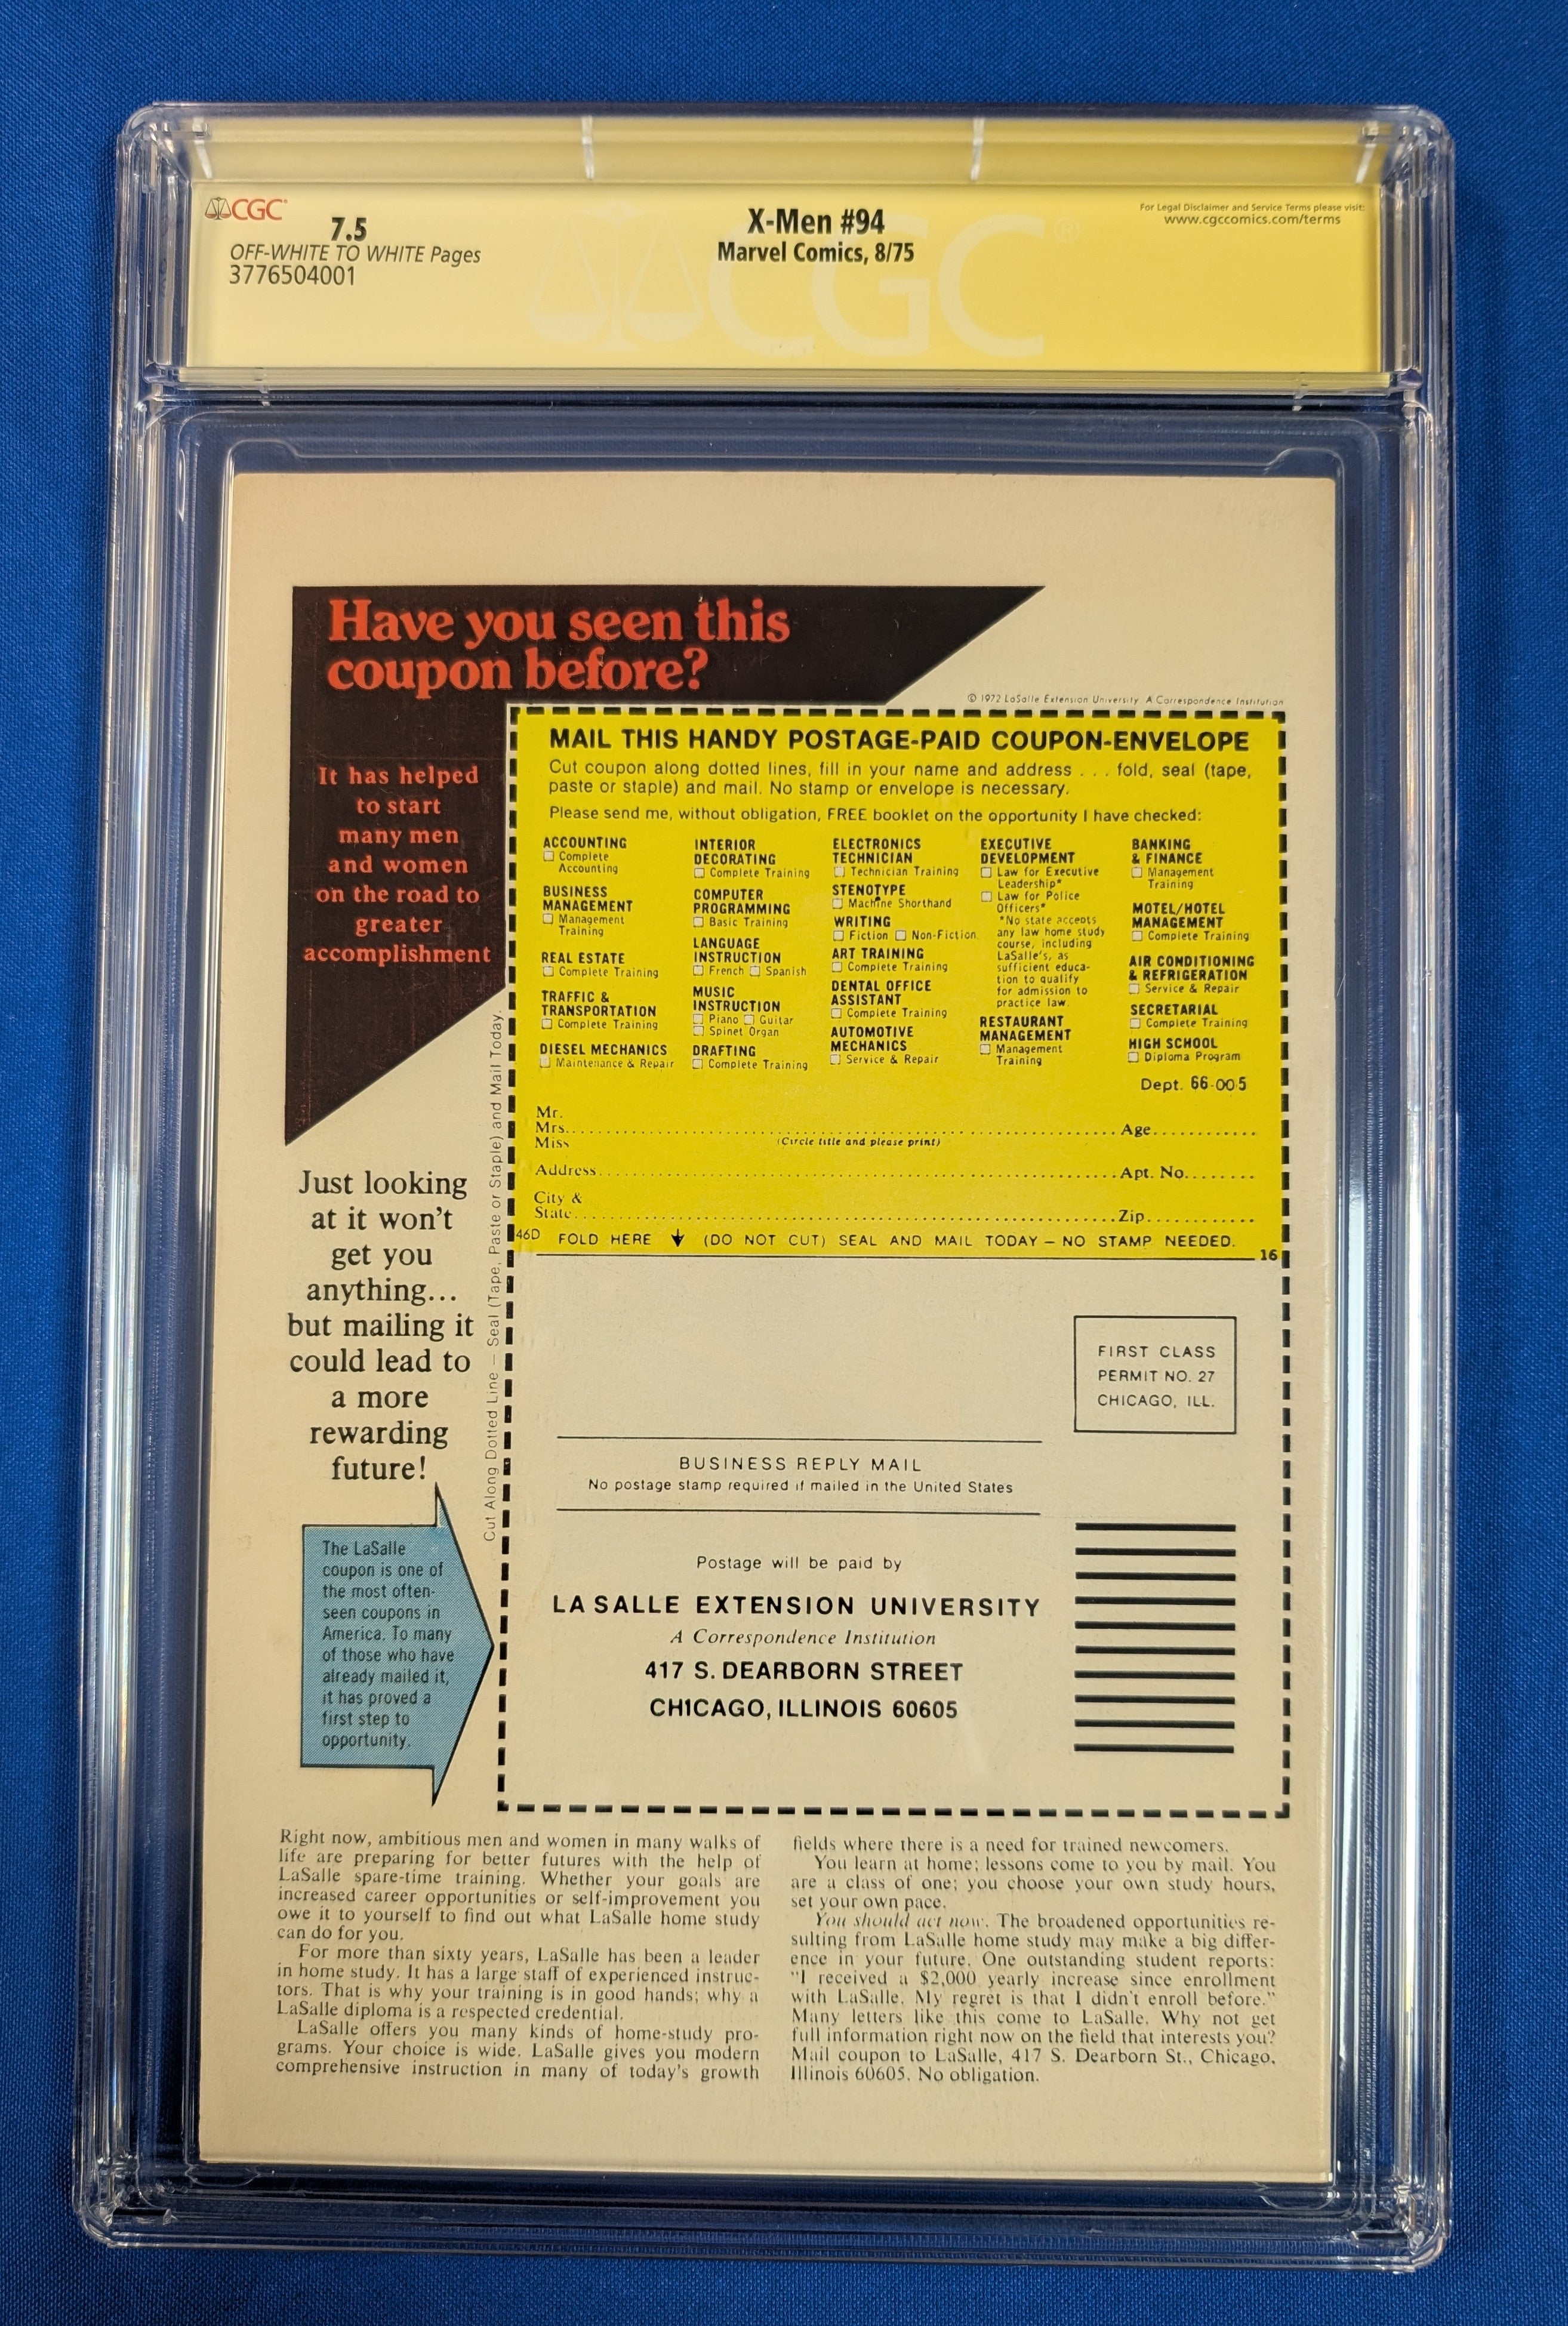 CGC
7.5
OFF-WHITE TO WHITE Pages
3776504001
X-Men #94
Marvel Comics, 8/75
For Legal Disclaimer and Service Terms please visit:
www.cgccomics.com/terms
CGC
Have you seen this
coupon before?
It has helped
to start
many men
and women
on the road to
greater
accomplishment
© 1972 LaSalle Extension University A Correspondence Institution
MAIL THIS HANDY POSTAGE-PAID COUPON-ENVELOPE
Cut coupon along dotted lines, fill in your name and address . . . fold, seal (tape,
paste or staple) and mail. No stamp or envelope is necessary.
Please send me, without obligation, FREE booklet on the opportunity I have checked:
ACCOUNTING
☐ Complete
Accounting
BUSINESS
MANAGEMENT
☐ Management
Training
REAL ESTATE
☐ Complete Training
TRAFFIC &
TRANSPORTATION
☐ Complete Training
DIESEL MECHANICS
☐ Maintenance & Repair
INTERIOR
DECORATING
☐ Complete Training
COMPUTER
PROGRAMMING
☐ Basic Training
LANGUAGE
INSTRUCTION
☐ French ☐ Spanish
MUSIC
INSTRUCTION
☐ Piano ☐ Guitar
☐ Spinet Organ
DRAFTING
☐ Complete Training
ELECTRONICS
TECHNICIAN
☐ Technician Training
STENOTYPE
☐ Machine Shorthand
WRITING
☐ Fiction ☐ Non-Fiction
ART TRAINING
☐ Complete Training
DENTAL OFFICE
ASSISTANT
☐ Complete Training
AUTOMOTIVE
MECHANICS
☐ Service & Repair
EXECUTIVE
DEVELOPMENT
☐ Law for Executive
Leadership*
☐ Law for Police
Officers*
*No state accepts
any law home study
course, including
LaSalle's, as
sufficient educa-
tion to qualify
for admission to
practice law.
RESTAURANT
MANAGEMENT
☐ Management
Training
BANKING
& FINANCE
☐ Management
Training
MOTEL/HOTEL
MANAGEMENT
☐ Complete Training
AIR CONDITIONING
& REFRIGERATION
☐ Service & Repair
SECRETARIAL
☐ Complete Training
HIGH SCHOOL
☐ Diploma Program
Dept. 66-005
Mr.
Mrs. Age
Miss (Circle title and please print)
Address Apt. No.
City &
State Zip
46D FOLD HERE (DO NOT CUT) SEAL AND MAIL TODAY – NO STAMP NEEDED.
16
Cut Along Dotted Line – Seal (Tape, Paste or Staple) and Mail Today.
Just looking
at it won't
get you
anything...
but mailing it
could lead to
a more
rewarding
future!
FIRST CLASS
PERMIT NO. 27
CHICAGO, ILL.
BUSINESS REPLY MAIL
No postage stamp required if mailed in the United States
Postage will be paid by
LA SALLE EXTENSION UNIVERSITY
A Correspondence Institution
417 S. DEARBORN STREET
CHICAGO, ILLINOIS 60605
The LaSalle
coupon is one of
the most often-
seen coupons in
America. To many
of those who have
already mailed it,
it has proved a
first step to
opportunity.
Right now, ambitious men and women in many walks of
life are preparing for better futures with the help of
LaSalle spare-time training. Whether your goals are
increased career opportunities or self-improvement you
owe it to yourself to find out what LaSalle home study
can do for you.
For more than sixty years, LaSalle has been a leader
in home study. It has a large staff of experienced instruc-
tors. That is why your training is in good hands; why a
LaSalle diploma is a respected credential.
LaSalle offers you many kinds of home-study pro-
grams. Your choice is wide. LaSalle gives you modern
comprehensive instruction in many of today's growth
fields where there is a need for trained newcomers.
You learn at home; lessons come to you by mail. You
are a class of one; you choose your own study hours,
set your own pace.
You should act now. The broadened opportunities re-
sulting from LaSalle home study may make a big differ-
ence in your future. One outstanding student reports:
"I received a $2,000 yearly increase since enrollment
with LaSalle. My regret is that I didn't enroll before."
Many letters like this come to LaSalle. Why not get
full information right now on the field that interests you?
Mail coupon to LaSalle, 417 S. Dearborn St., Chicago,
Illinois 60605. No obligation.